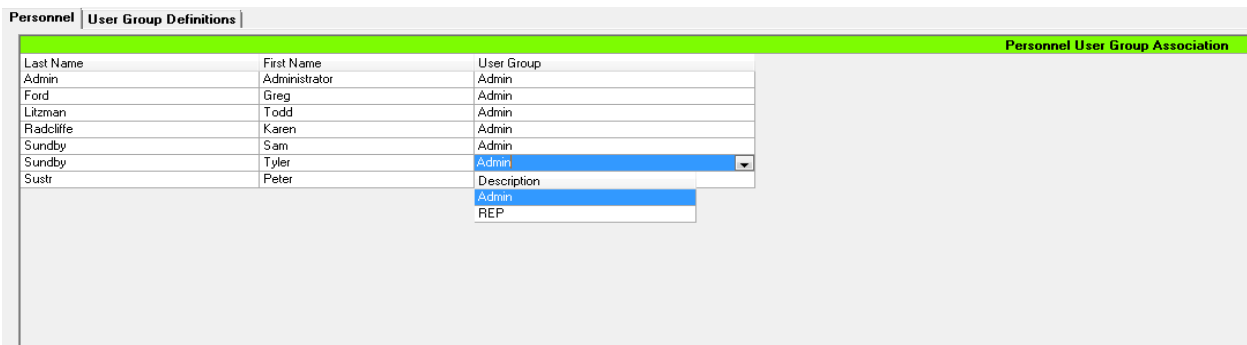 Personnel User Group Definitions
Personnel User Group Association
Last Name First Name User Group
Admin Administrator Admin
Ford Greg Admin
Litzman Todd Admin
Radcliffe Karen Admin
Sundby Sam Admin
Sundby Tyler Admin
Sustr Peter
Description
Admin
REP